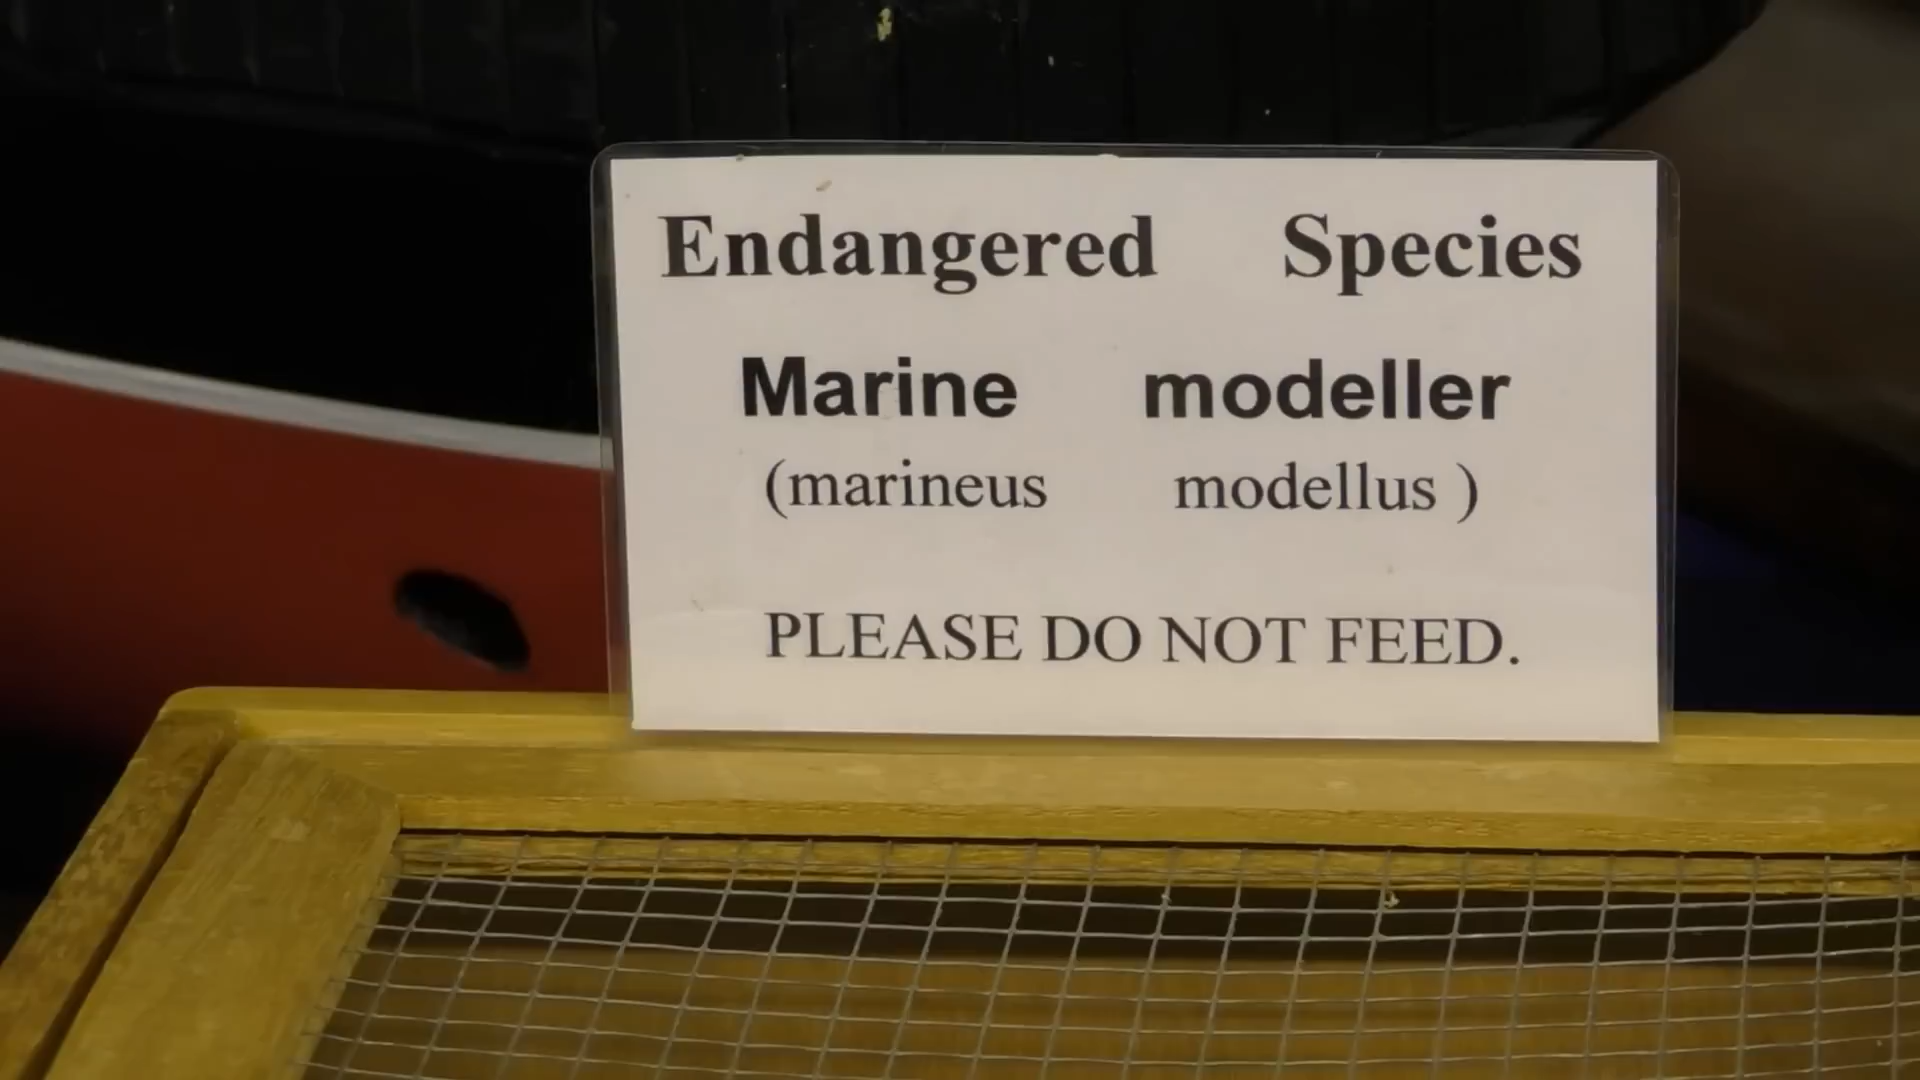 Endangered Species
Marine modeller
(marineus modellus )
PLEASE DO NOT FEED.